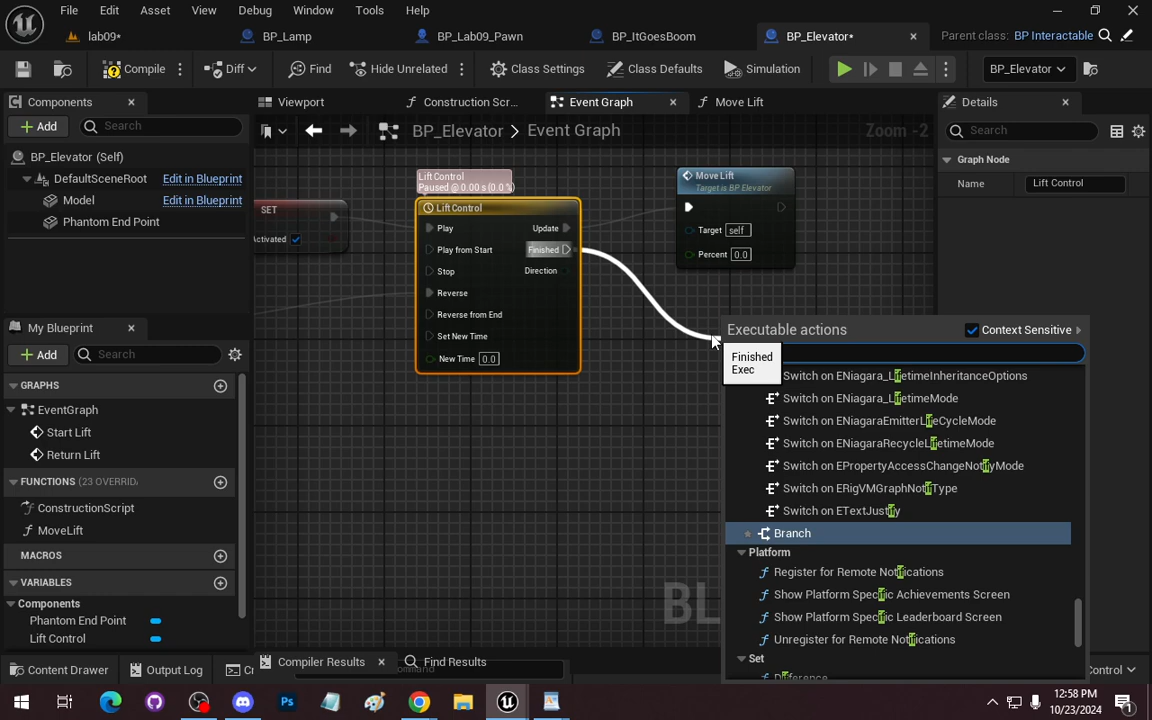 File Edit Asset View Debug Window Tools Help
lab09* BP_Lamp BP_Lab09_Pawn BP_ItGoesBoom BP_Elevator* Parent class: BP Interactable
Compile Diff Find Hide Unrelated Class Settings Class Defaults Simulation BP_Elevator
Components Viewport Construction Scr... Event Graph Move Lift Details
Add Search BP_Elevator Event Graph Zoom -2 Search
BP_Elevator (Self)
DefaultSceneRoot Edit in Blueprint
Model Edit in Blueprint
Phantom End Point
Graph Node
Name Lift Control
SET
Activated
Lift Control
Paused @ 0.00 s (0.0 %)
Lift Control
Play Update
Play from Start Finished
Stop Direction
Reverse
Reverse from End
Set New Time
New Time 0.0
Move Lift
Target is BP Elevator
Target self
Percent 0.0
Executable actions Context Sensitive
Finished
Exec
Switch on ENiagara_LifetimeInheritanceOptions
Switch on ENiagara_LifetimeMode
Switch on ENiagaraEmitterLifeCycleMode
Switch on ENiagaraRecycleLifetimeMode
Switch on EPropertyAccessChangeNotifyMode
Switch on ERigVMGraphNotifType
Switch on ETextJustify
Branch
Platform
Register for Remote Notifications
Show Platform Specific Achievements Screen
Show Platform Specific Leaderboard Screen
Unregister for Remote Notifications
Set
Difference
My Blueprint
Add Search
GRAPHS
EventGraph
Start Lift
Return Lift
FUNCTIONS (23 OVERRID
ConstructionScript
MoveLift
MACROS
VARIABLES
Components
Phantom End Point
Lift Control
BL
Compiler Results Find Results
Content Drawer Output Log
12:58 PM
10/23/2024